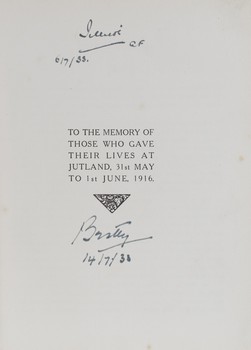 Jellicoe
A.F.
6/7/33.
TO THE MEMORY OF
THOSE WHO GAVE
THEIR LIVES AT
JUTLAND, 31st MAY
TO 1st JUNE, 1916.
Beatty
14/7/33